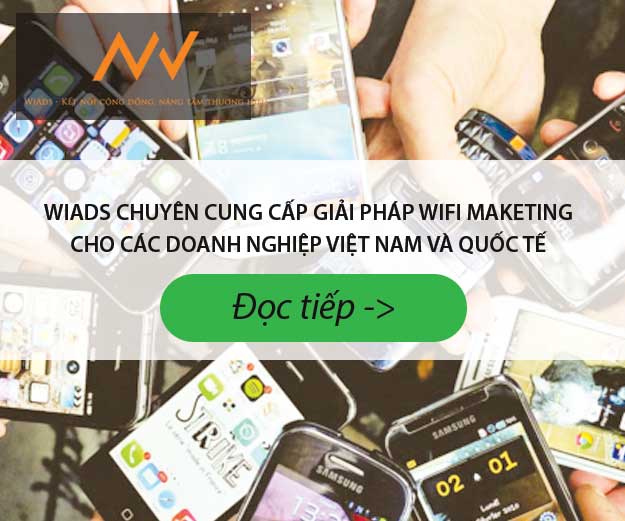 WIADS - KẾT NỐI CỘNG ĐỒNG, NÂNG TẦM THƯƠNG HIỆU
WIADS CHUYÊN CUNG CẤP GIẢI PHÁP WIFI MAKETING
CHO CÁC DOANH NGHIỆP VIỆT NAM VÀ QUỐC TẾ
Đọc tiếp ->
STRIKE
SAMSUNG
SAMSUNG
02 01